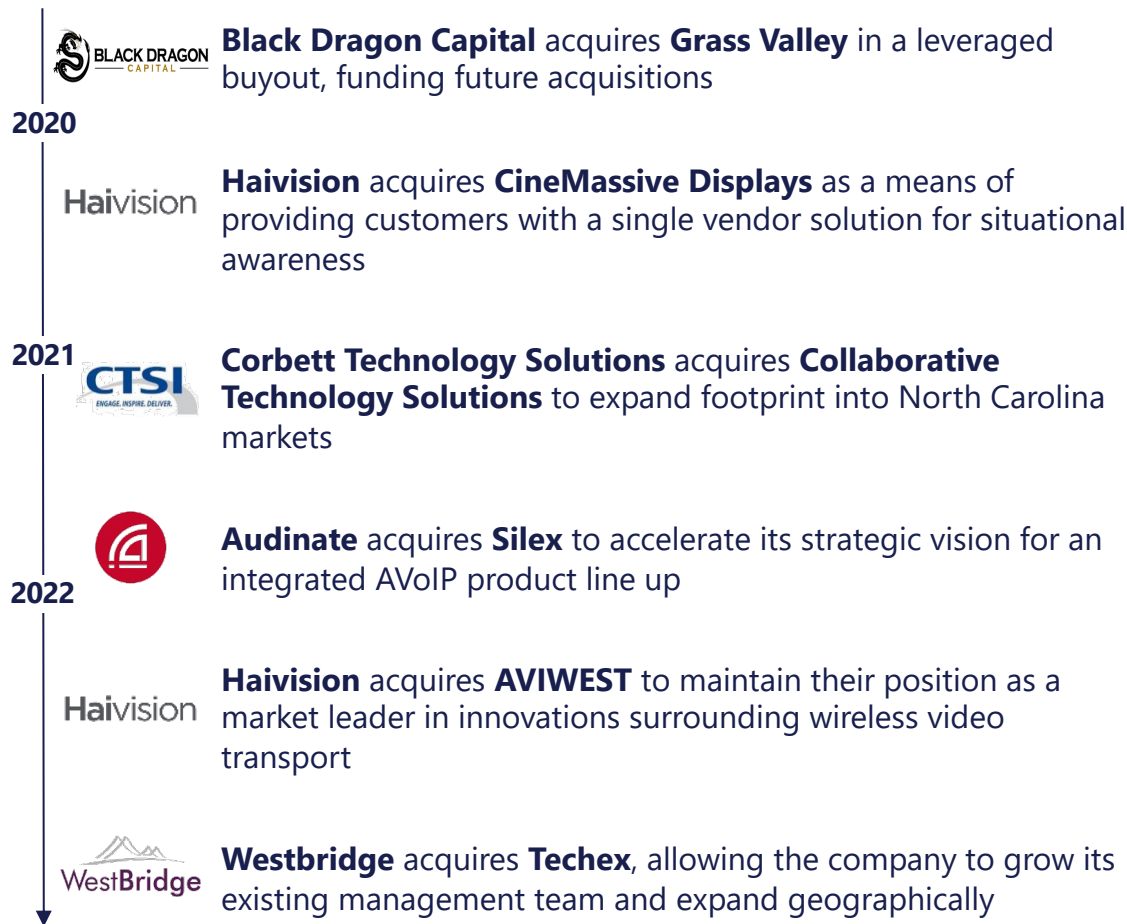 BLACK DRAGON
CAPITAL
Black Dragon Capital acquires Grass Valley in a leveraged
buyout, funding future acquisitions
2020
Haivision
Haivision acquires CineMassive Displays as a means of
providing customers with a single vendor solution for situational
awareness
2021
CTSI
ENGAGE. INSPIRE. DELIVER.
Corbett Technology Solutions acquires Collaborative
Technology Solutions to expand footprint into North Carolina
markets
Audinate acquires Silex to accelerate its strategic vision for an
integrated AVoIP product line up
2022
Haivision
Haivision acquires AVIWEST to maintain their position as a
market leader in innovations surrounding wireless video
transport
WestBridge
Westbridge acquires Techex, allowing the company to grow its
existing management team and expand geographically